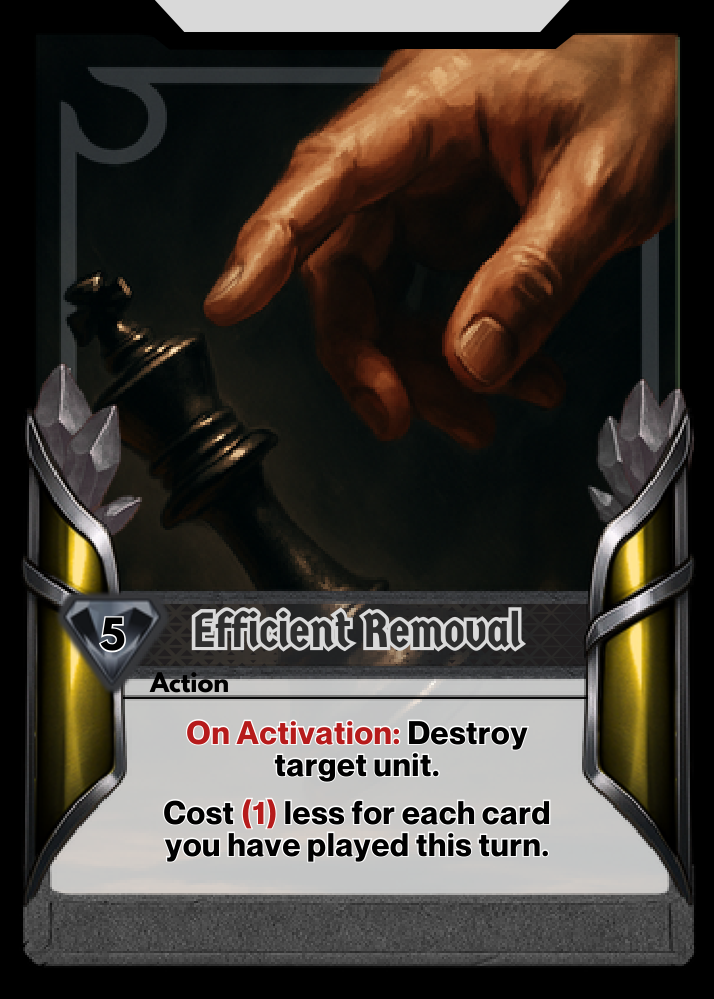 5
Efficient Removal
Action
On Activation: Destroy
target unit.
Cost (1) less for each card
you have played this turn.